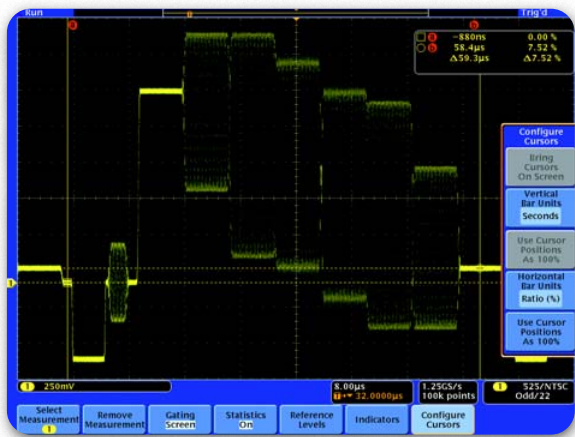 Run
Trig'd
a
b
a -880ns 0.00 %
b 58.4µs 7.52 %
Δ59.3µs Δ7.52 %
Configure
Cursors
Bring
Cursors
On Screen
Vertical
Bar Units
Seconds
Use Cursor
Positions
As 100%
Horizontal
Bar Units
Ratio (%)
Use Cursor
Positions
As 100%
1
1 250mV
8.00µs
T→▼ 32.0000µs
1.25GS/s
100k points
1 525/NTSC
Odd/22
Select
Measurement
1
Remove
Measurement
Gating
Screen
Statistics
On
Reference
Levels
Indicators
Configure
Cursors